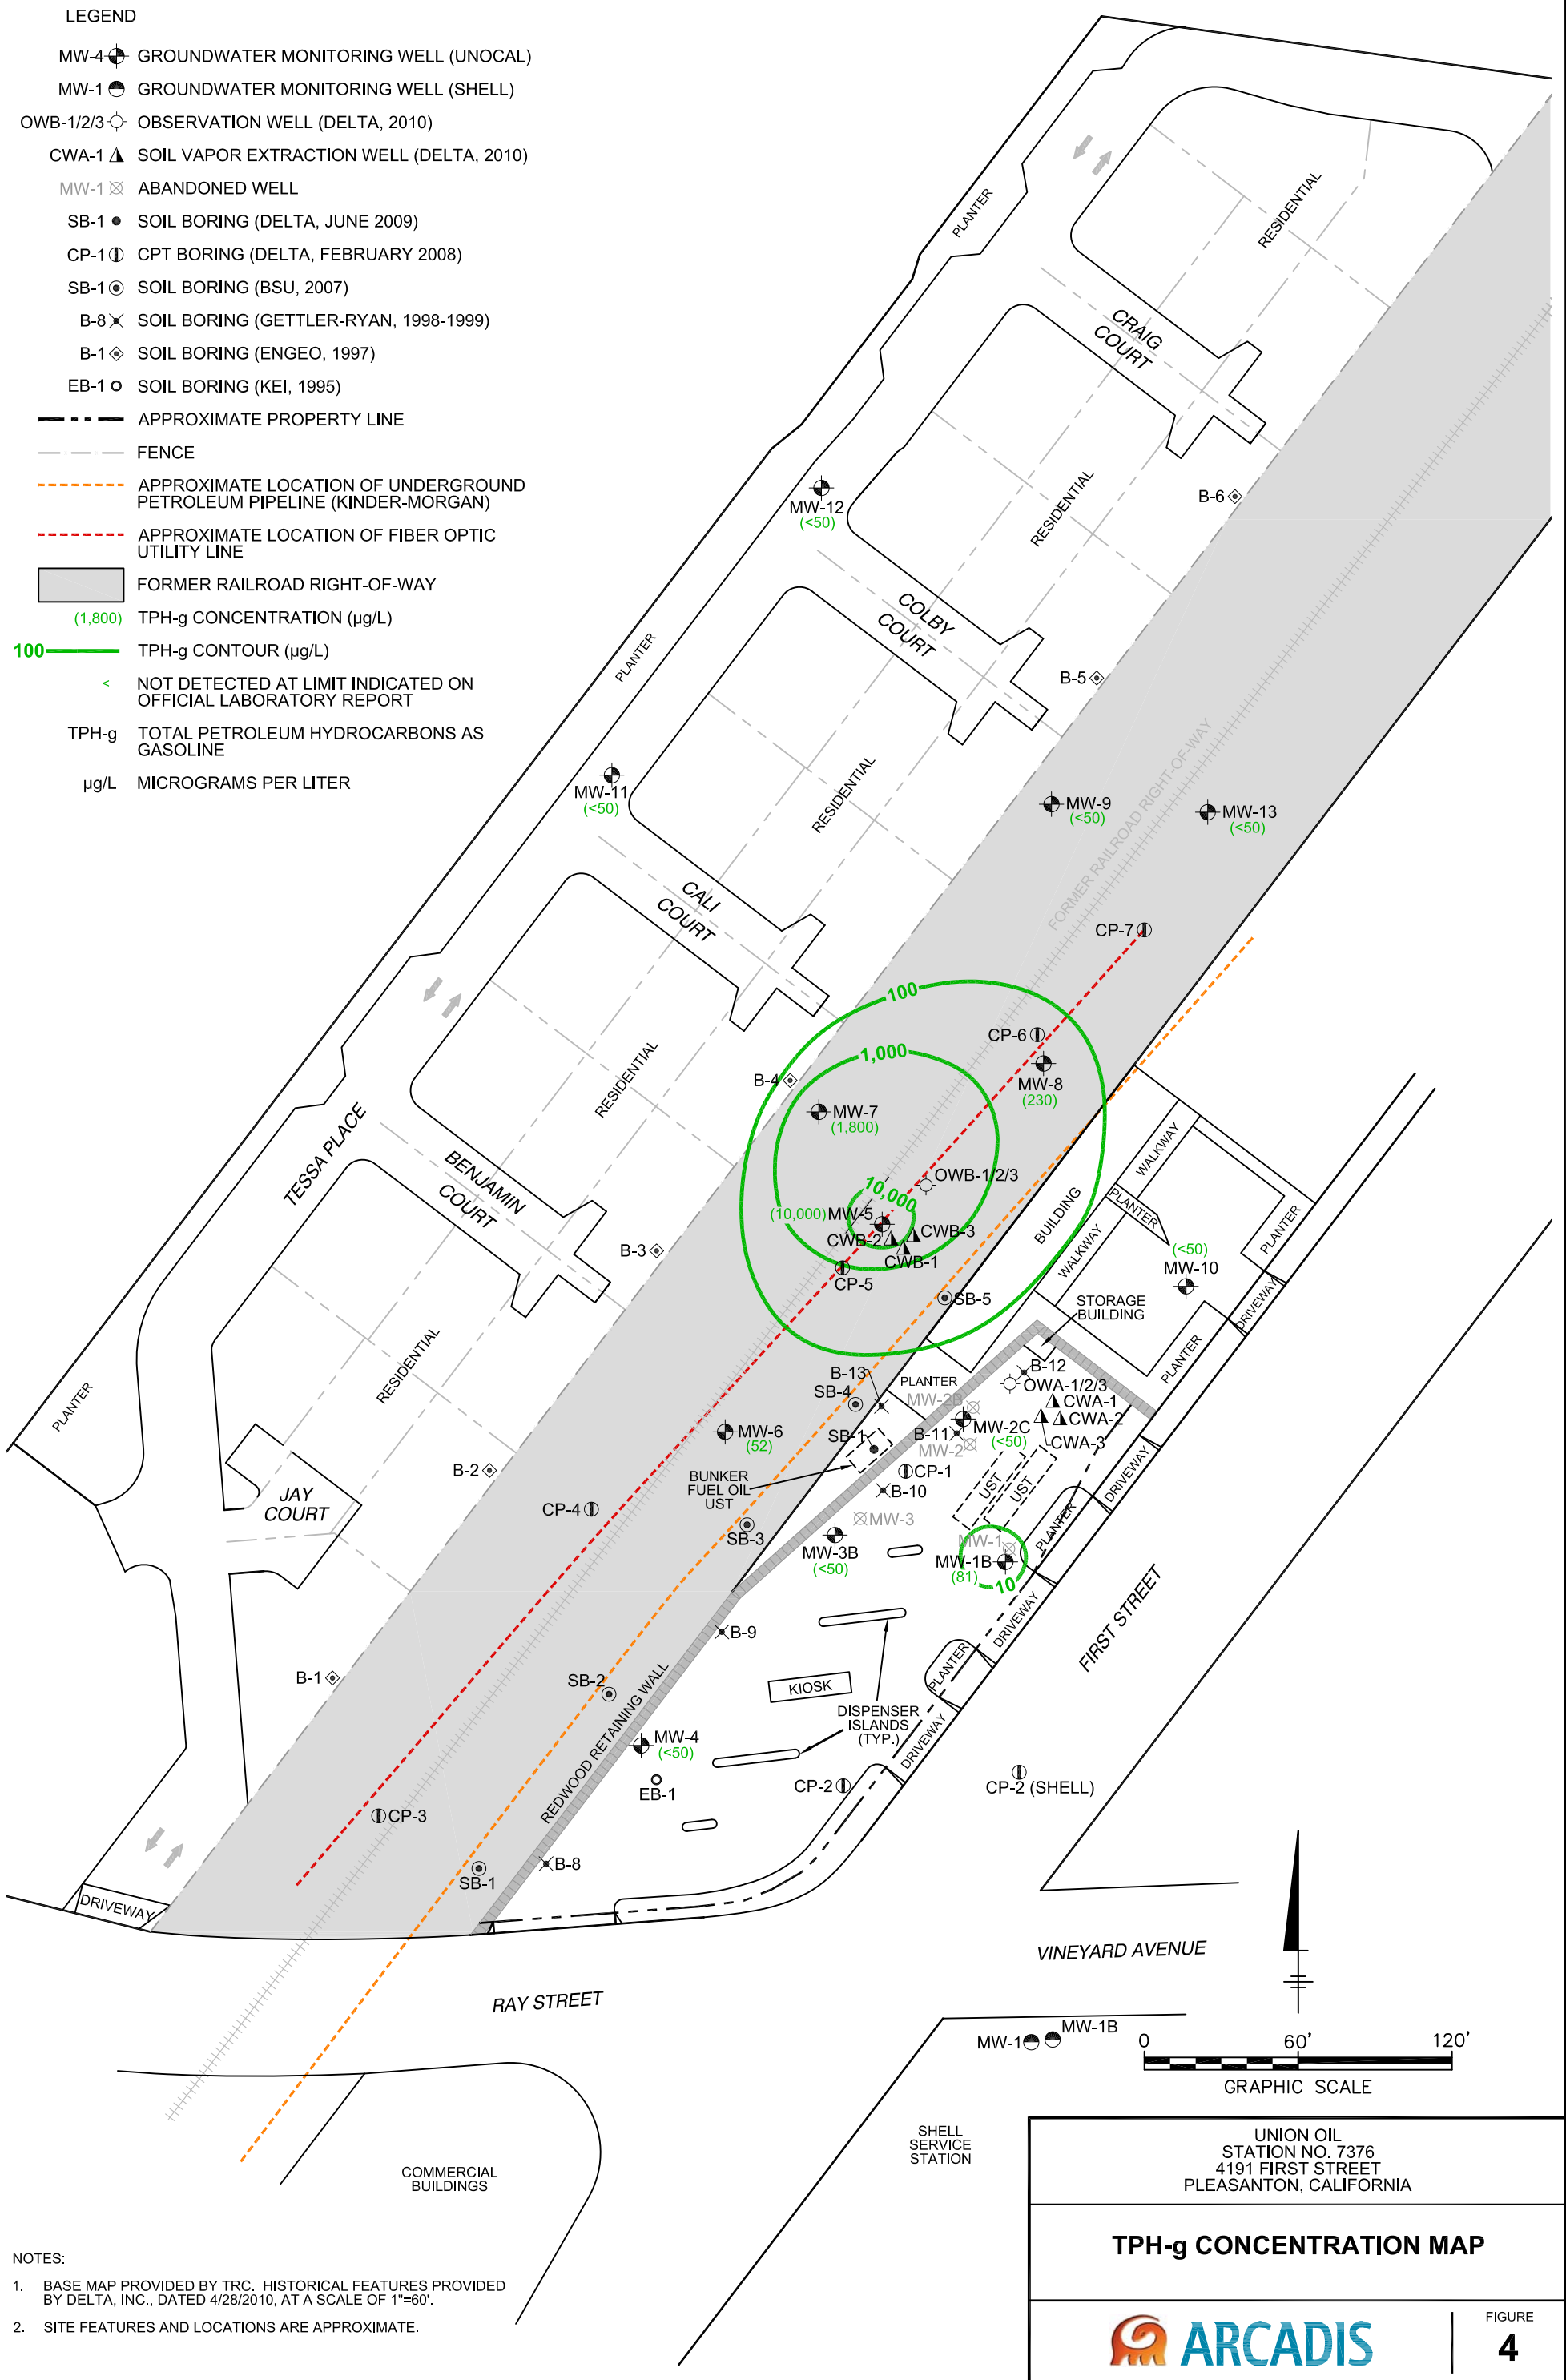 LEGEND
MW-4 GROUNDWATER MONITORING WELL (UNOCAL)
MW-1 GROUNDWATER MONITORING WELL (SHELL)
OWB-1/2/3 OBSERVATION WELL (DELTA, 2010)
CWA-1 SOIL VAPOR EXTRACTION WELL (DELTA, 2010)
MW-1 ABANDONED WELL
SB-1 SOIL BORING (DELTA, JUNE 2009)
CP-1 CPT BORING (DELTA, FEBRUARY 2008)
SB-1 SOIL BORING (BSU, 2007)
B-8 SOIL BORING (GETTLER-RYAN, 1998-1999)
B-1 SOIL BORING (ENGEO, 1997)
EB-1 SOIL BORING (KEI, 1995)
APPROXIMATE PROPERTY LINE
FENCE
APPROXIMATE LOCATION OF UNDERGROUND
PETROLEUM PIPELINE (KINDER-MORGAN)
APPROXIMATE LOCATION OF FIBER OPTIC
UTILITY LINE
FORMER RAILROAD RIGHT-OF-WAY
(1,800) TPH-g CONCENTRATION (µg/L)
100 TPH-g CONTOUR (µg/L)
< NOT DETECTED AT LIMIT INDICATED ON
OFFICIAL LABORATORY REPORT
TPH-g TOTAL PETROLEUM HYDROCARBONS AS
GASOLINE
µg/L MICROGRAMS PER LITER
PLANTER
RESIDENTIAL
CRAIG
COURT
MW-12
(<50)
RESIDENTIAL
B-6
COLBY
COURT
PLANTER
B-5
MW-11
(<50)
RESIDENTIAL
MW-9
(<50)
MW-13
(<50)
FORMER RAILROAD RIGHT-OF-WAY
CALI
COURT
CP-7
100
CP-6
1,000
MW-8
(230)
B-4
MW-7
(1,800)
RESIDENTIAL
TESSA PLACE
BENJAMIN
COURT
OWB-1/2/3
10,000
(10,000) MW-5
CWB-2
CWB-3
CWB-1
CP-5
SB-5
B-3
BUILDING
WALKWAY
PLANTER
WALKWAY
PLANTER
(<50)
MW-10
DRIVEWAY
STORAGE
BUILDING
PLANTER
RESIDENTIAL
PLANTER
B-13
PLANTER
SB-4
B-12
OWA-1/2/3
MW-2B
CWA-1
CWA-2
MW-2C
(<50)
CWA-3
B-11
MW-2
MW-6
(52)
SB-1
BUNKER
FUEL OIL
UST
CP-1
B-10
UST
UST
DRIVEWAY
B-2
JAY
COURT
CP-4
SB-3
MW-3
MW-3B
(<50)
MW-1
MW-1B
(81)
10
PLANTER
DRIVEWAY
FIRST STREET
B-9
B-1
SB-2
REDWOOD RETAINING WALL
KIOSK
DISPENSER
ISLANDS
(TYP.)
PLANTER
DRIVEWAY
MW-4
(<50)
EB-1
CP-2
CP-2 (SHELL)
CP-3
SB-1
B-8
DRIVEWAY
VINEYARD AVENUE
RAY STREET
MW-1
MW-1B
0 60' 120'
GRAPHIC SCALE
SHELL
SERVICE
STATION
COMMERCIAL
BUILDINGS
NOTES:
1. BASE MAP PROVIDED BY TRC. HISTORICAL FEATURES PROVIDED
BY DELTA, INC., DATED 4/28/2010, AT A SCALE OF 1"=60'.
2. SITE FEATURES AND LOCATIONS ARE APPROXIMATE.
UNION OIL
STATION NO. 7376
4191 FIRST STREET
PLEASANTON, CALIFORNIA
TPH-g CONCENTRATION MAP
ARCADIS
FIGURE
4